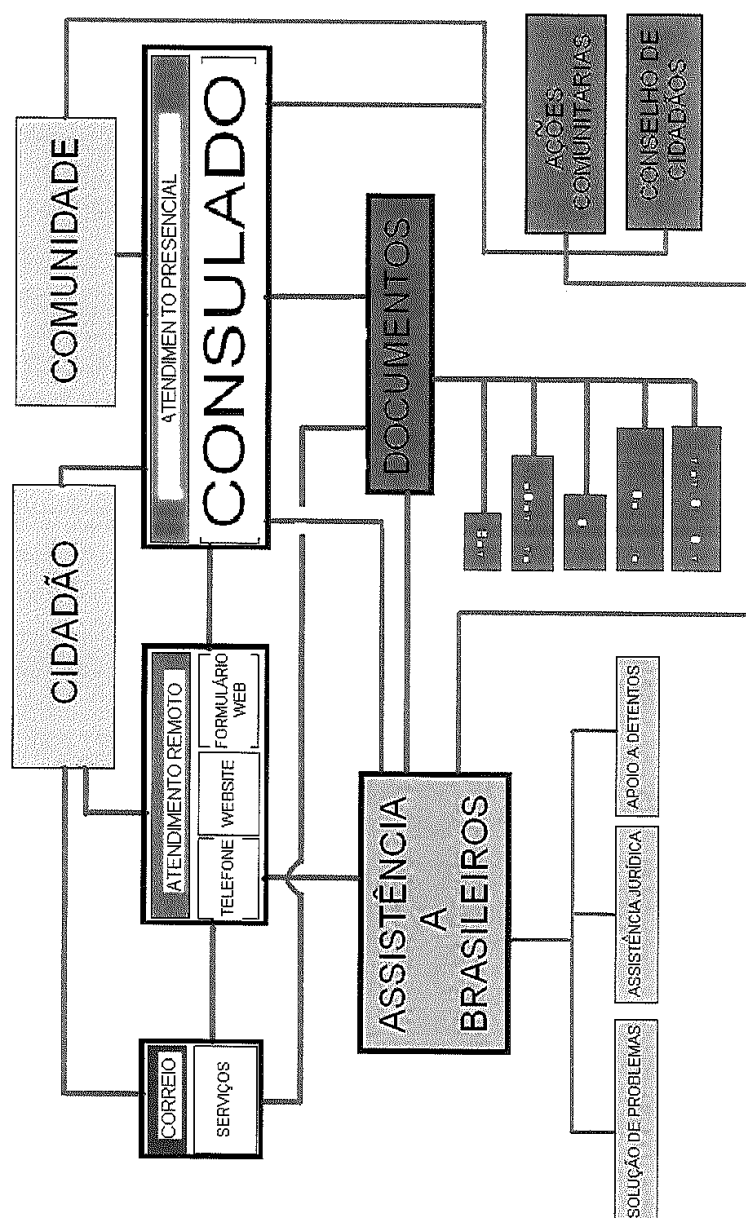 CIDADÃO
COMUNIDADE
CORREIO
SERVIÇOS
ATENDIMENTO REMOTO
TELEFONE
WEBSITE
FORMULÁRIO
WEB
ATENDIMENTO PRESENCIAL
CONSULADO
ASSISTÊNCIA
A
BRASILEIROS
DOCUMENTOS
AÇÕES
COMUNITÁRIAS
CONSELHO DE
CIDADÃOS
SOLUÇÃO DE PROBLEMAS
ASSISTÊNCIA JURÍDICA
APOIO A DETENTOS